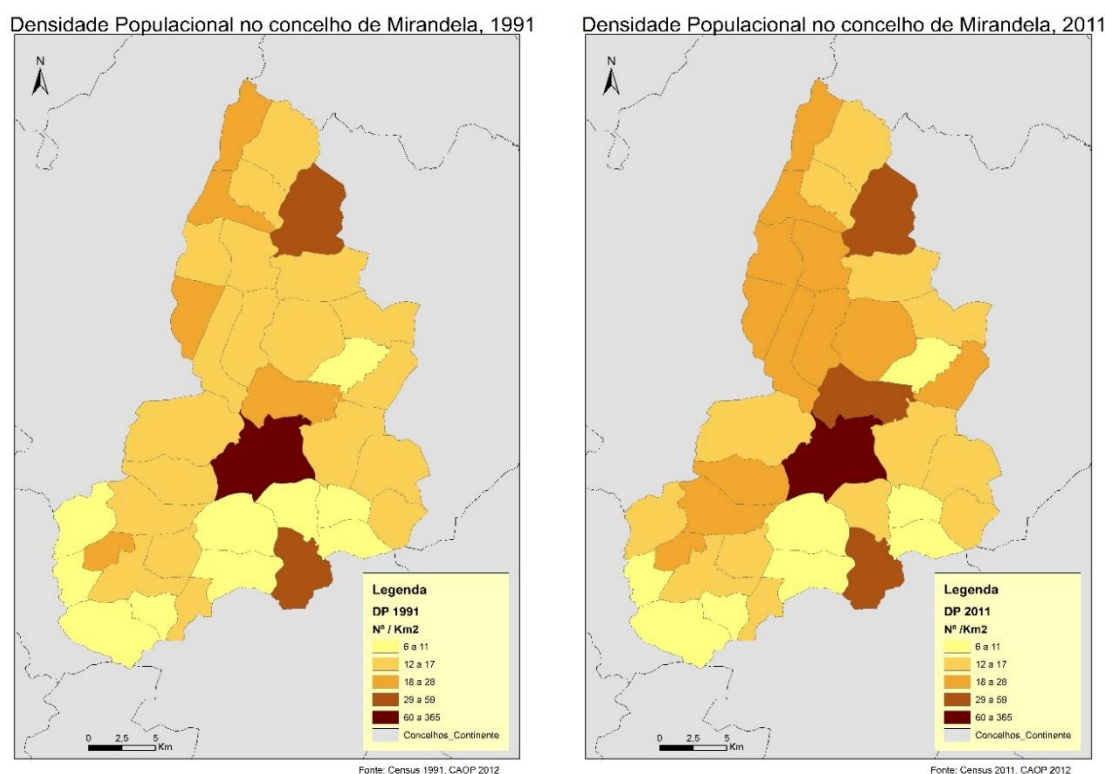 Densidade Populacional no concelho de Mirandela, 1991
N
Legenda
DP 1991
Nº / Km2
6 a 11
12 a 17
18 a 28
29 a 59
60 a 365
Concelhos_Continente
0 2,5 5
Km
Fonte: Census 1991, CAOP 2012
Densidade Populacional no concelho de Mirandela, 2011
N
Legenda
DP 2011
Nº /Km2
6 a 11
12 a 17
18 a 28
29 a 59
60 a 365
Concelhos_Continente
0 2,5 5
Km
Fonte: Census 2011, CAOP 2012